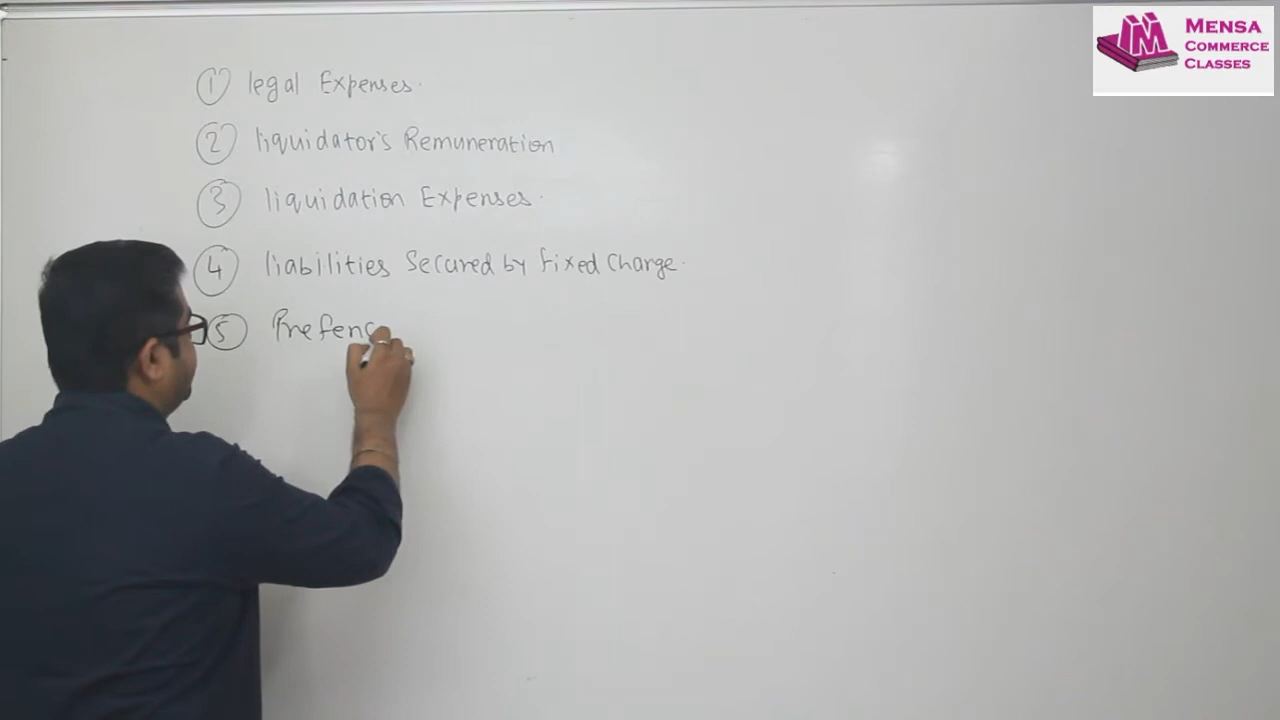 MENSA
COMMERCE
CLASSES
1 legal Expenses.
2 liquidator's Remuneration
3 liquidation Expenses.
4 liabilities Secured by fixed Charge.
5 Prefenc